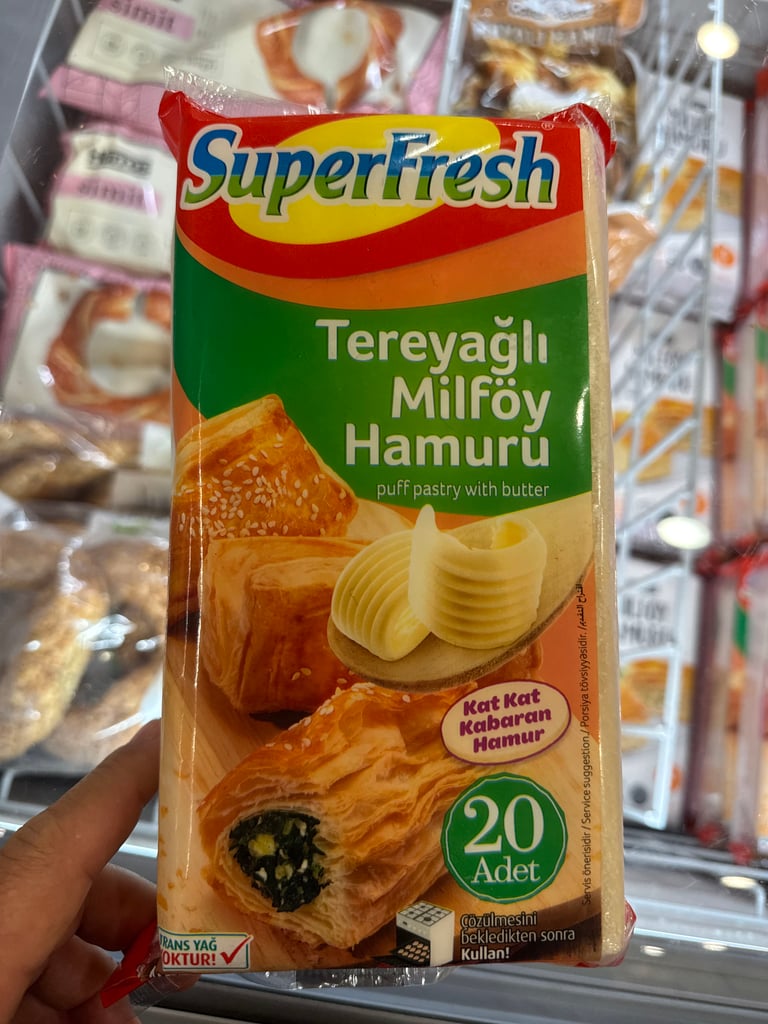 simit
simit
SuperFresh®
Tereyağlı
Milföy
Hamuru
puff pastry with butter
Kat Kat
Kabaran
Hamur
20
Adet
Servis önerisidir / Service suggestion / Porsiya tövsiyyəsidir.
TRANS YAĞ
YOKTUR!
Çözülmesini
bekledikten sonra
Kullan!